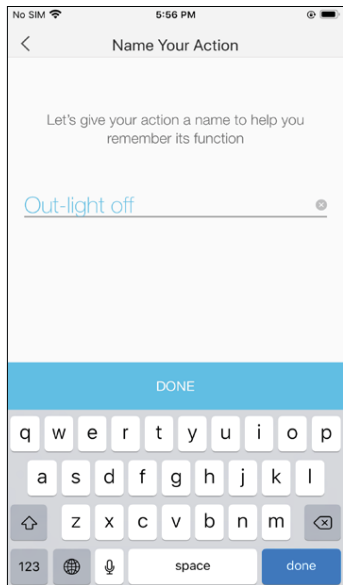 No SIM 5:56 PM
Name Your Action
Let's give your action a name to help you
remember its function
Out-light off
DONE
q w e r t y u i o p
a s d f g h j k l
z x c v b n m
123 space done